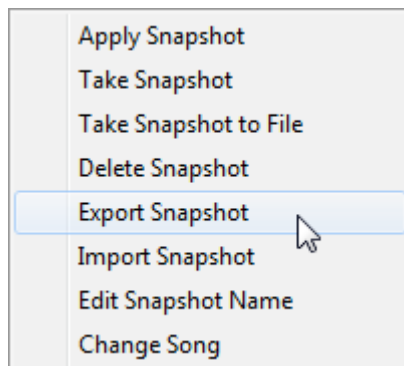 Apply Snapshot
Take Snapshot
Take Snapshot to File
Delete Snapshot
Export Snapshot
Import Snapshot
Edit Snapshot Name
Change Song